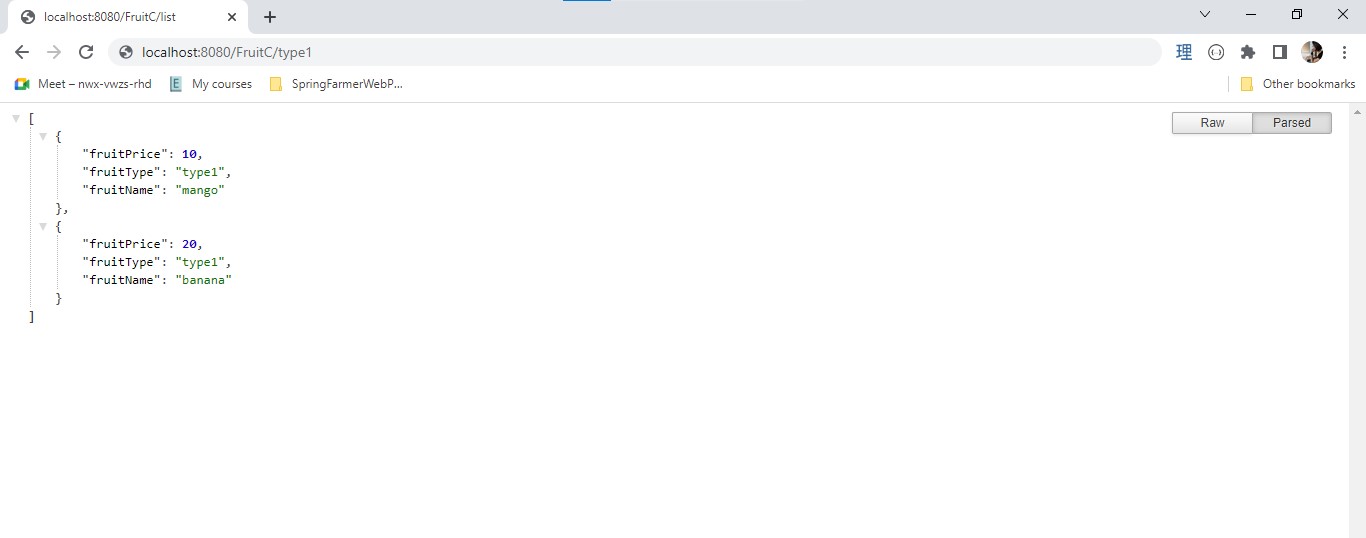 localhost:8080/FruitC/list
localhost:8080/FruitC/type1
理
Meet – nwx-vwzs-rhd E My courses SpringFarmerWebP... Other bookmarks
Raw Parsed
[
{
"fruitPrice": 10,
"fruitType": "type1",
"fruitName": "mango"
},
{
"fruitPrice": 20,
"fruitType": "type1",
"fruitName": "banana"
}
]